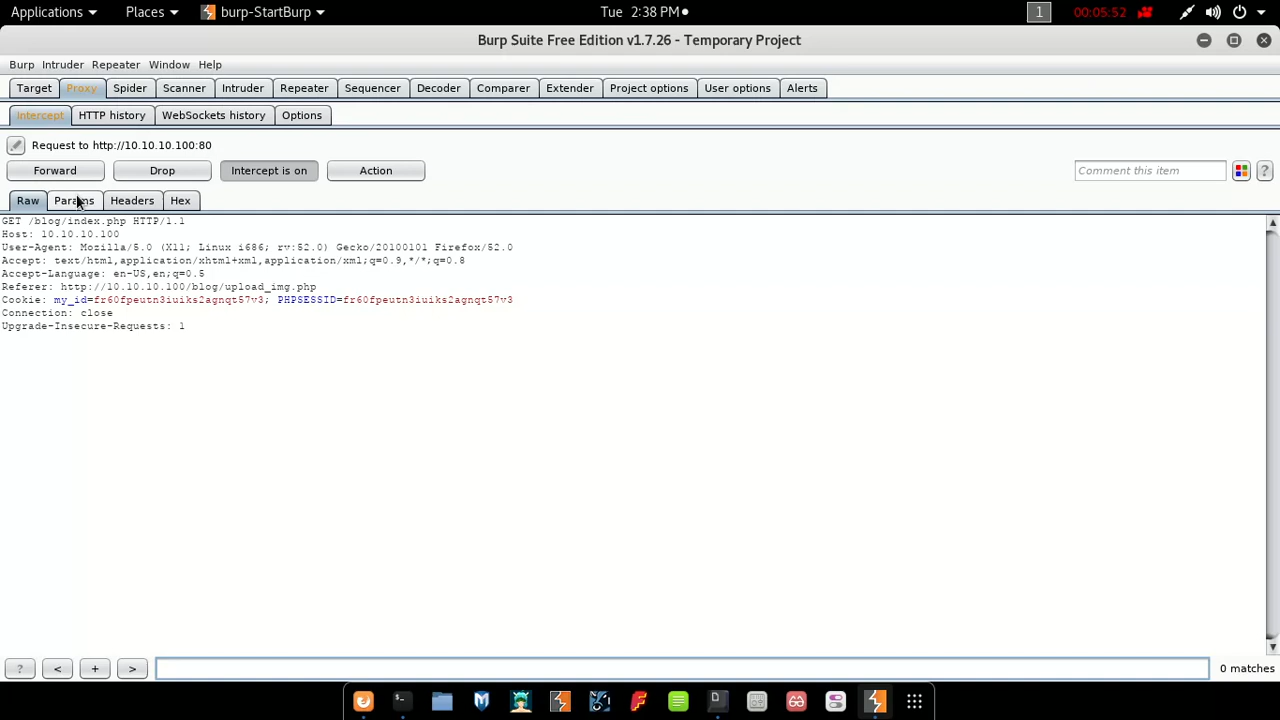 Applications Places burp-StartBurp Tue 2:38 PM 1 00:05:52
Burp Suite Free Edition v1.7.26 - Temporary Project
Burp Intruder Repeater Window Help
Target Proxy Spider Scanner Intruder Repeater Sequencer Decoder Comparer Extender Project options User options Alerts
Intercept HTTP history WebSockets history Options
Request to http://10.10.10.100:80
Forward Drop Intercept is on Action Comment this item ?
Raw Params Headers Hex
GET /blog/index.php HTTP/1.1
Host: 10.10.10.100
User-Agent: Mozilla/5.0 (X11; Linux i686; rv:52.0) Gecko/20100101 Firefox/52.0
Accept: text/html,application/xhtml+xml,application/xml;q=0.9,*/*;q=0.8
Accept-Language: en-US,en;q=0.5
Referer: http://10.10.10.100/blog/upload_img.php
Cookie: my_id=fr60fpeutn3iuiks2agnqt57v3; PHPSESSID=fr60fpeutn3iuiks2agnqt57v3
Connection: close
Upgrade-Insecure-Requests: 1
? < + > 0 matches